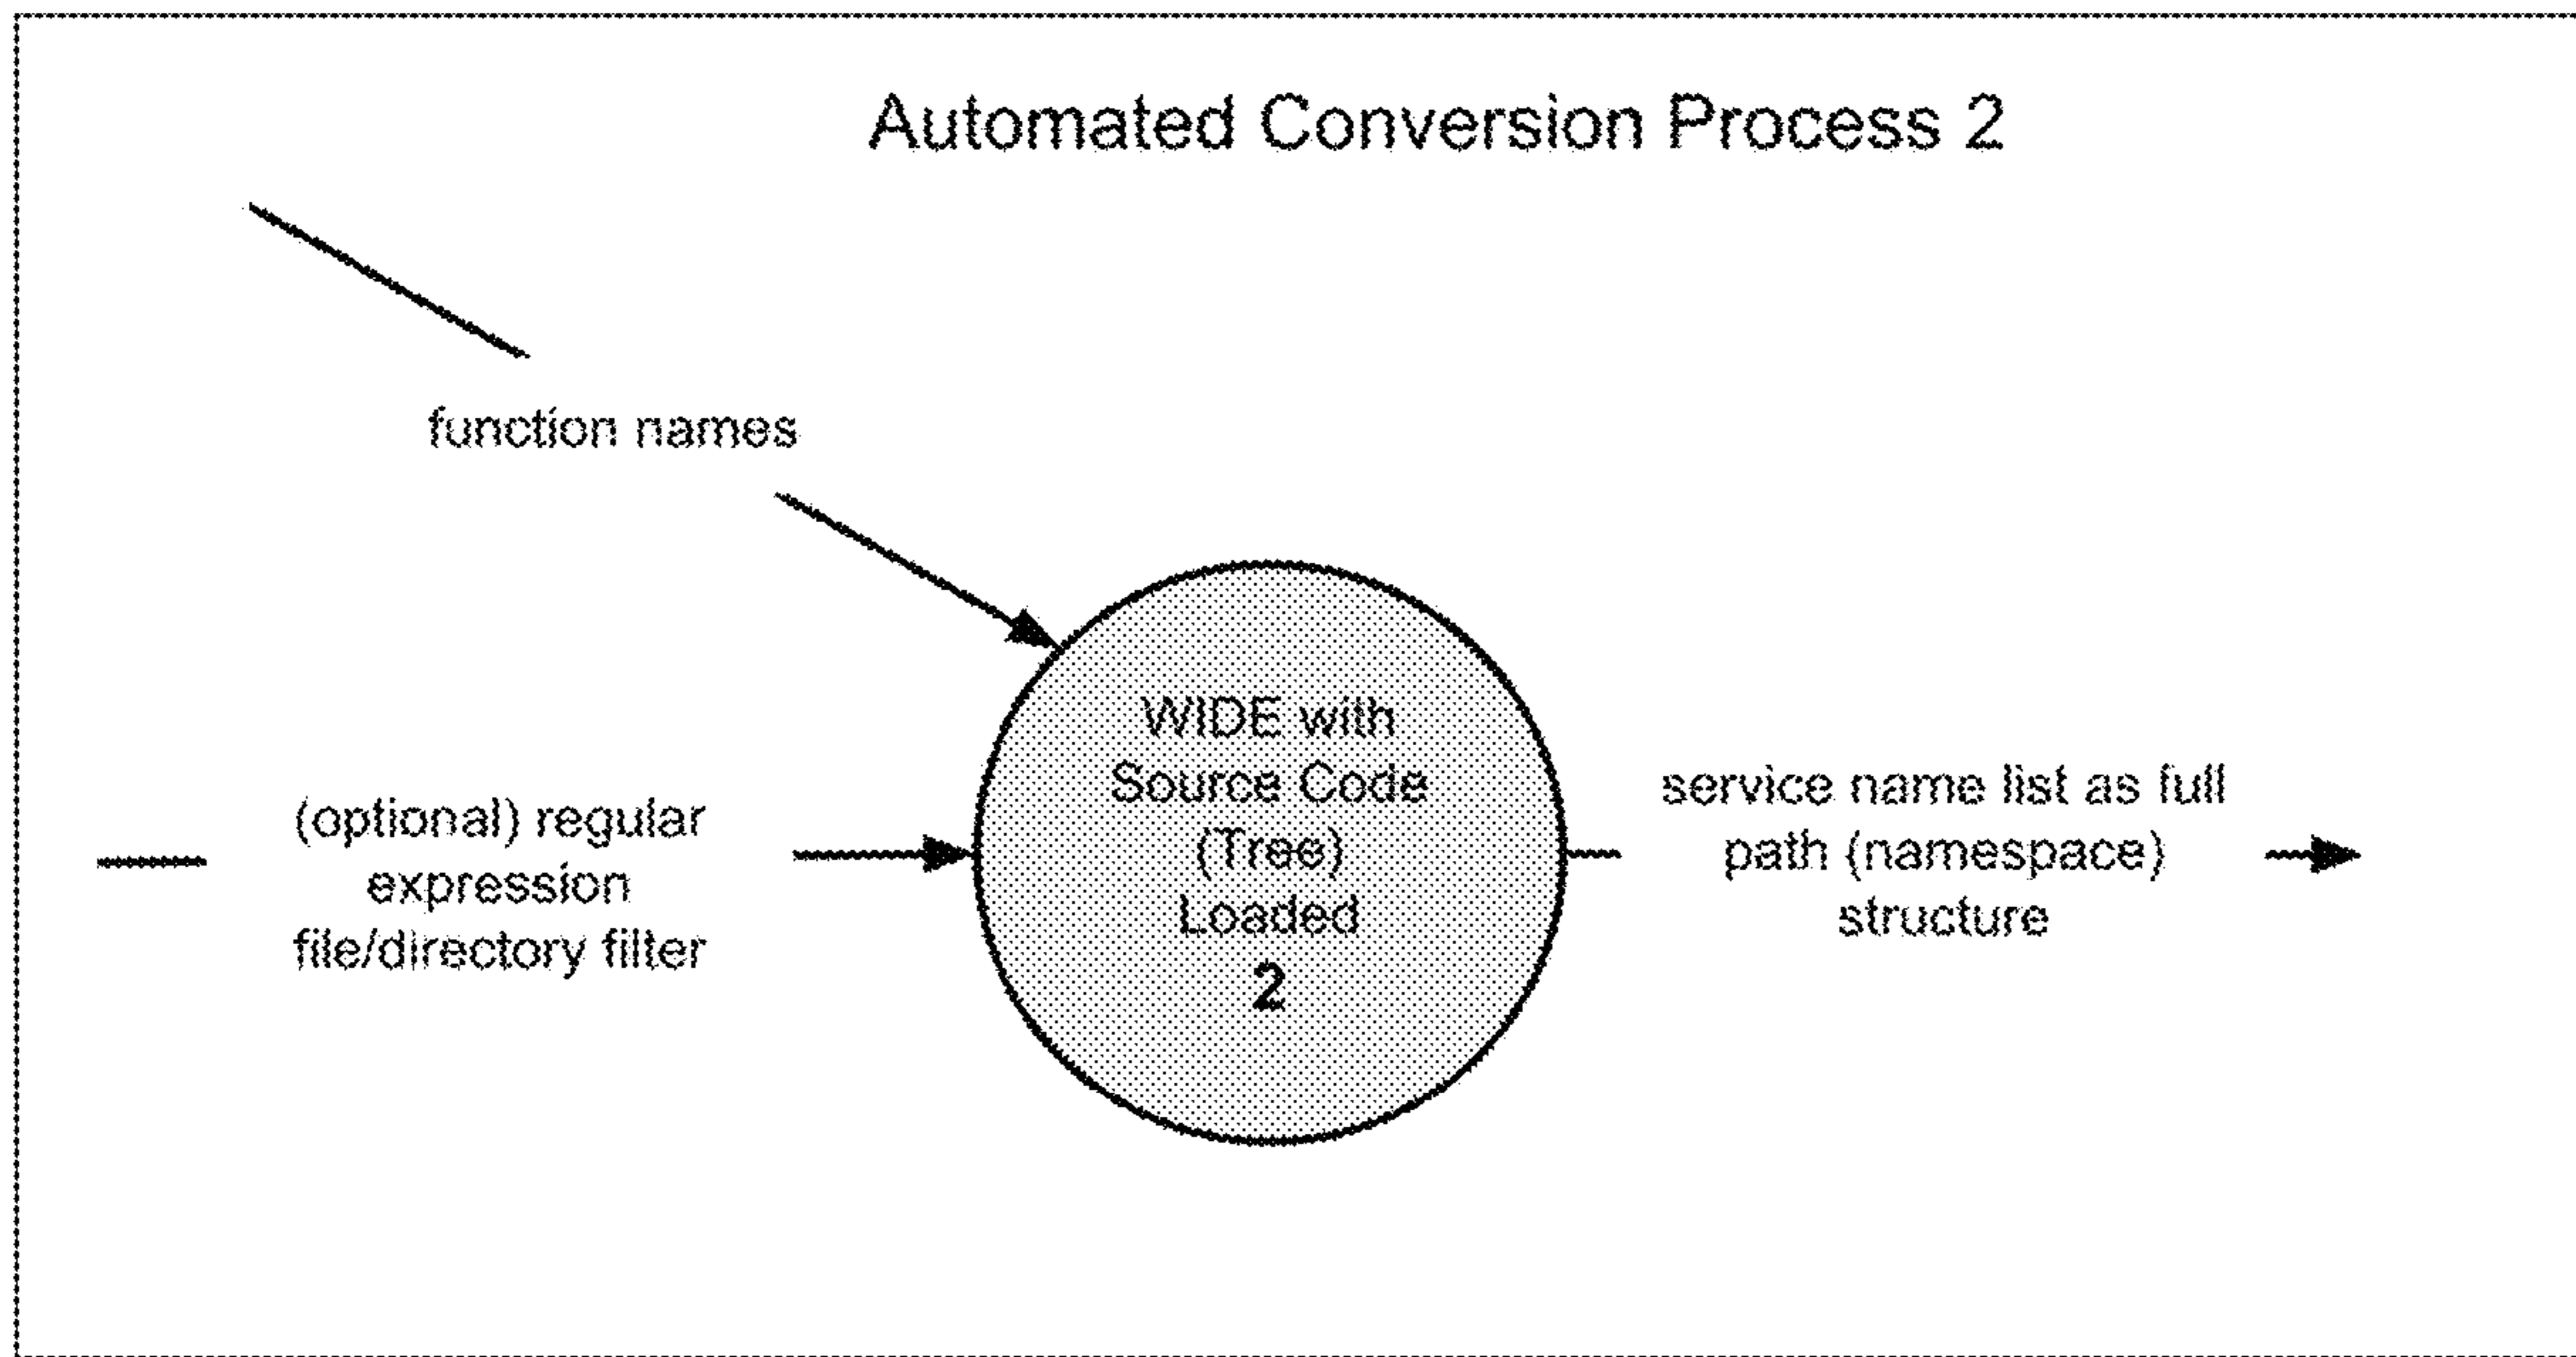 Automated Conversion Process 2
function names
(optional) regular
expression
file/directory filter
WIDE with
Source Code
(Tree)
Loaded
2
service name list as full
path (namespace)
structure